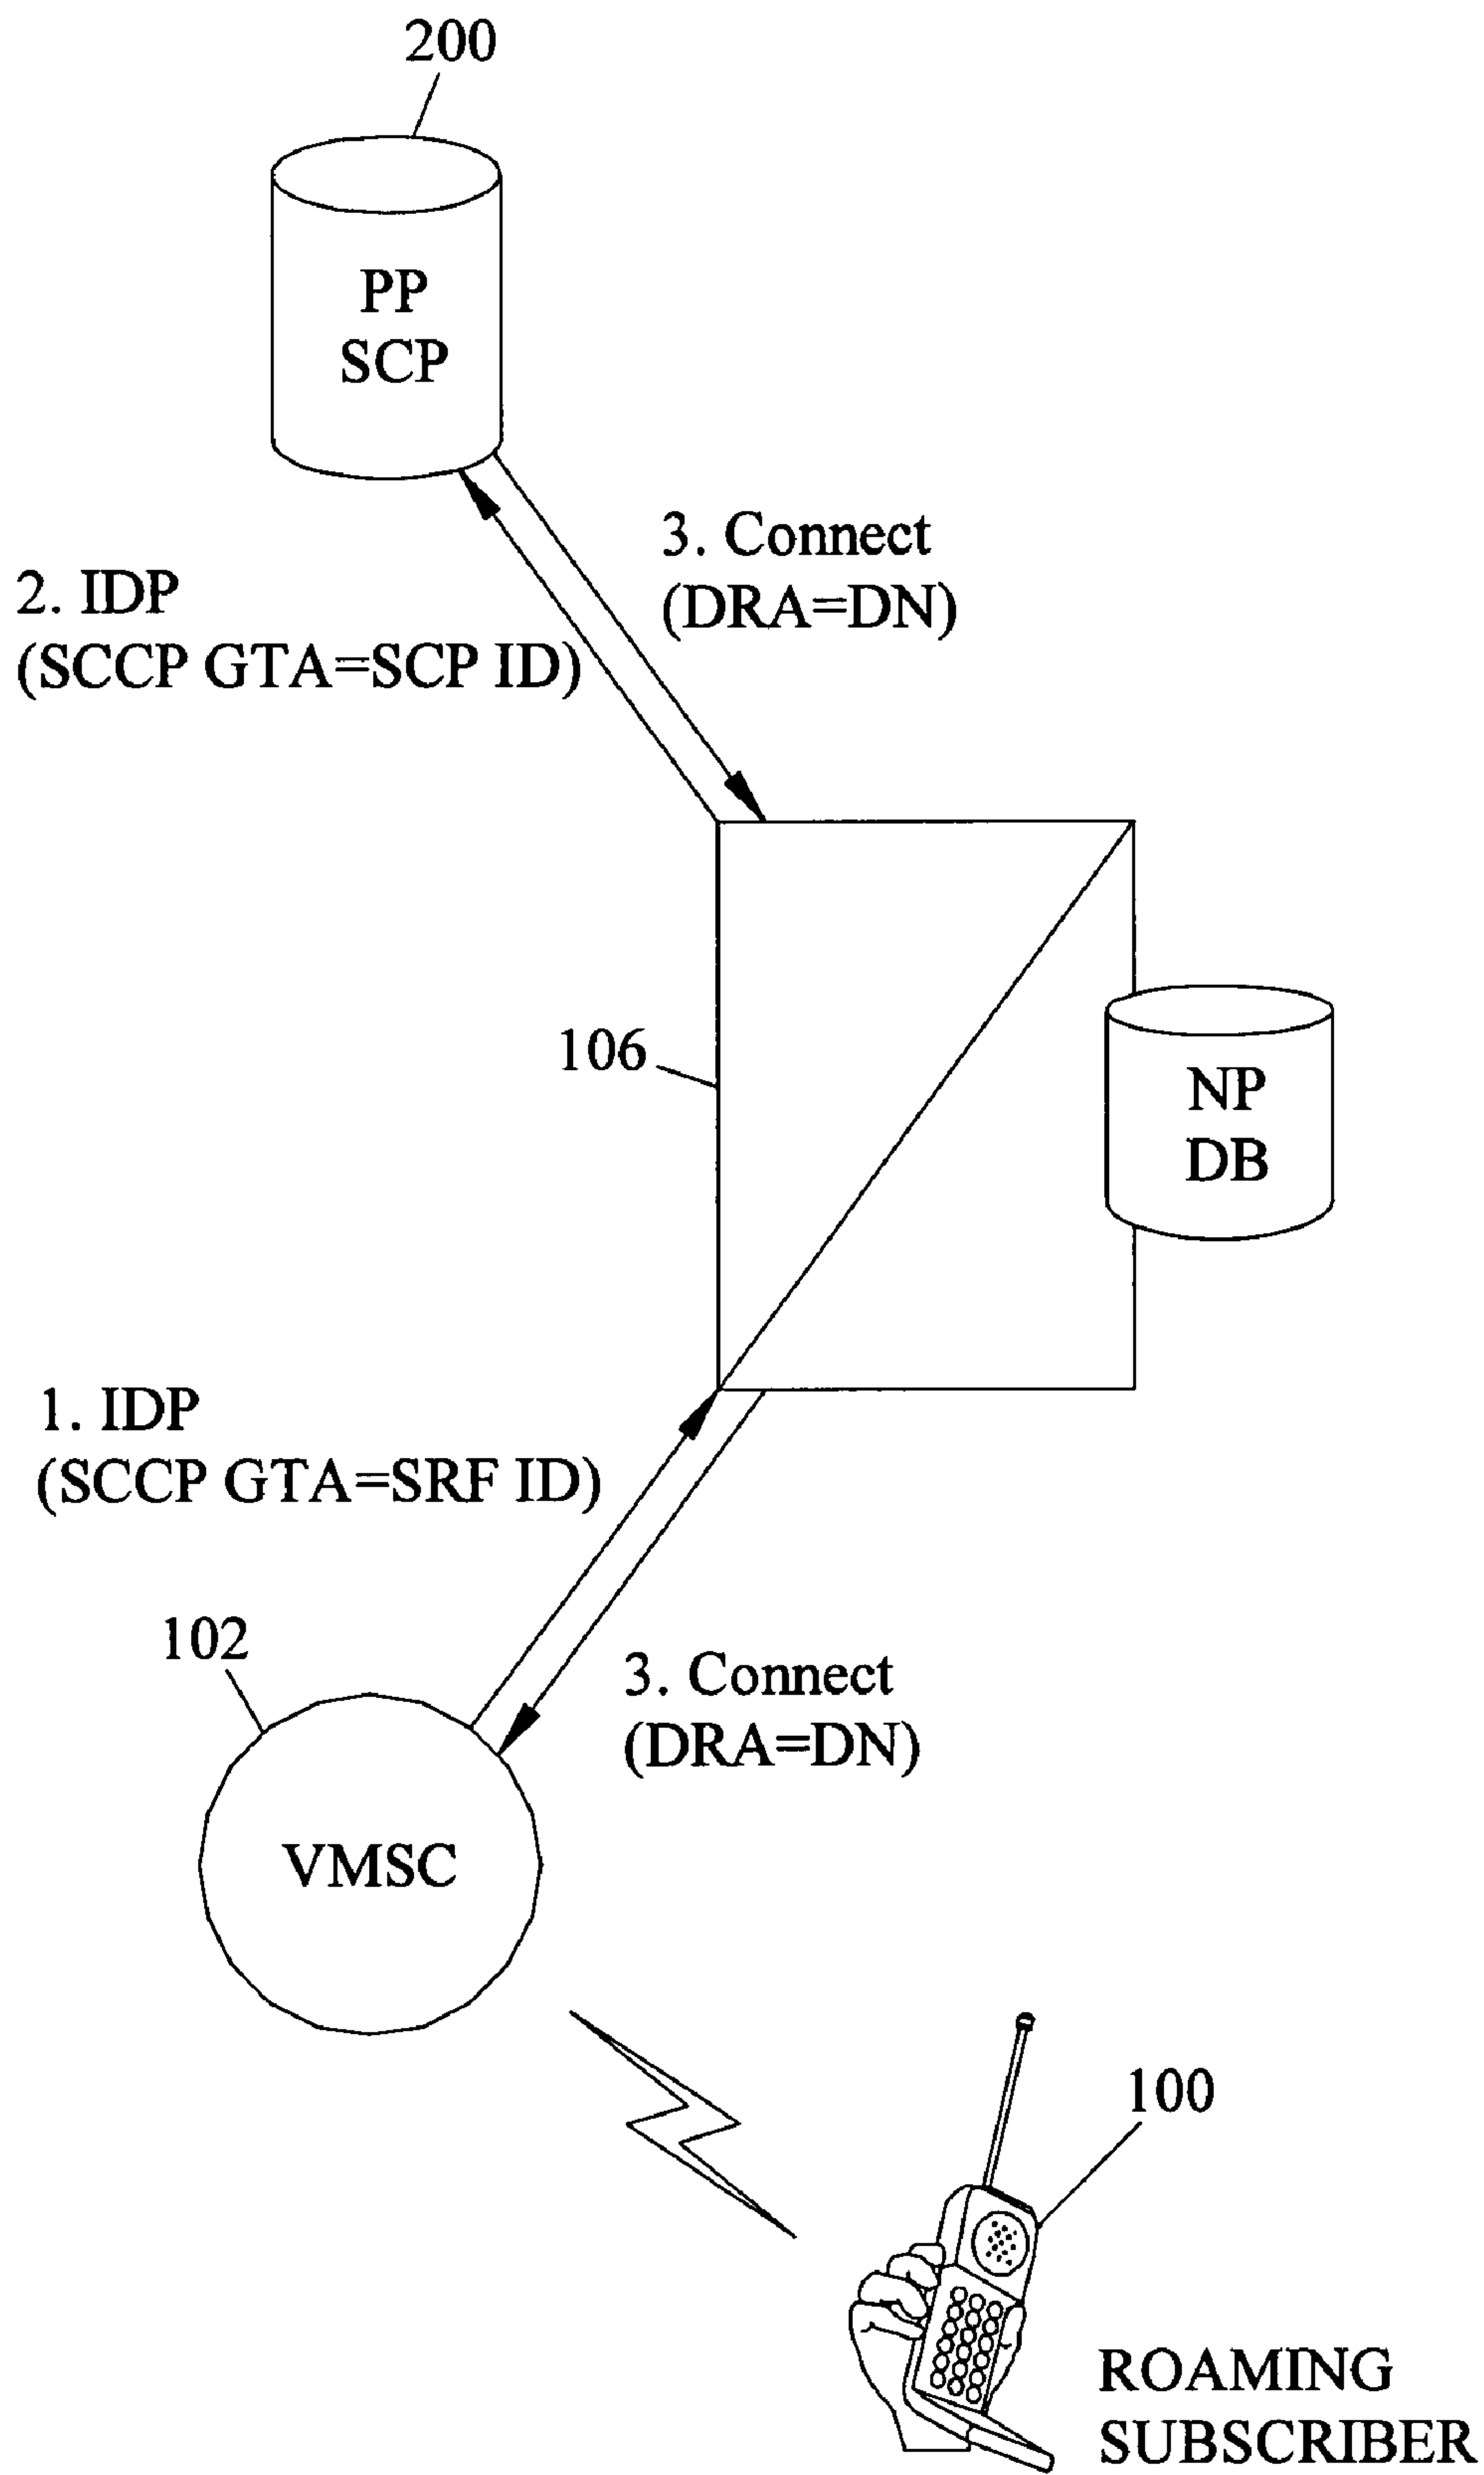 200
PP
SCP
3. Connect
(DRA=DN)
2. IDP
(SCCP GTA=SCP ID)
106
NP
DB
1. IDP
(SCCP GTA=SRF ID)
102
3. Connect
(DRA=DN)
VMSC
100
ROAMING
SUBSCRIBER